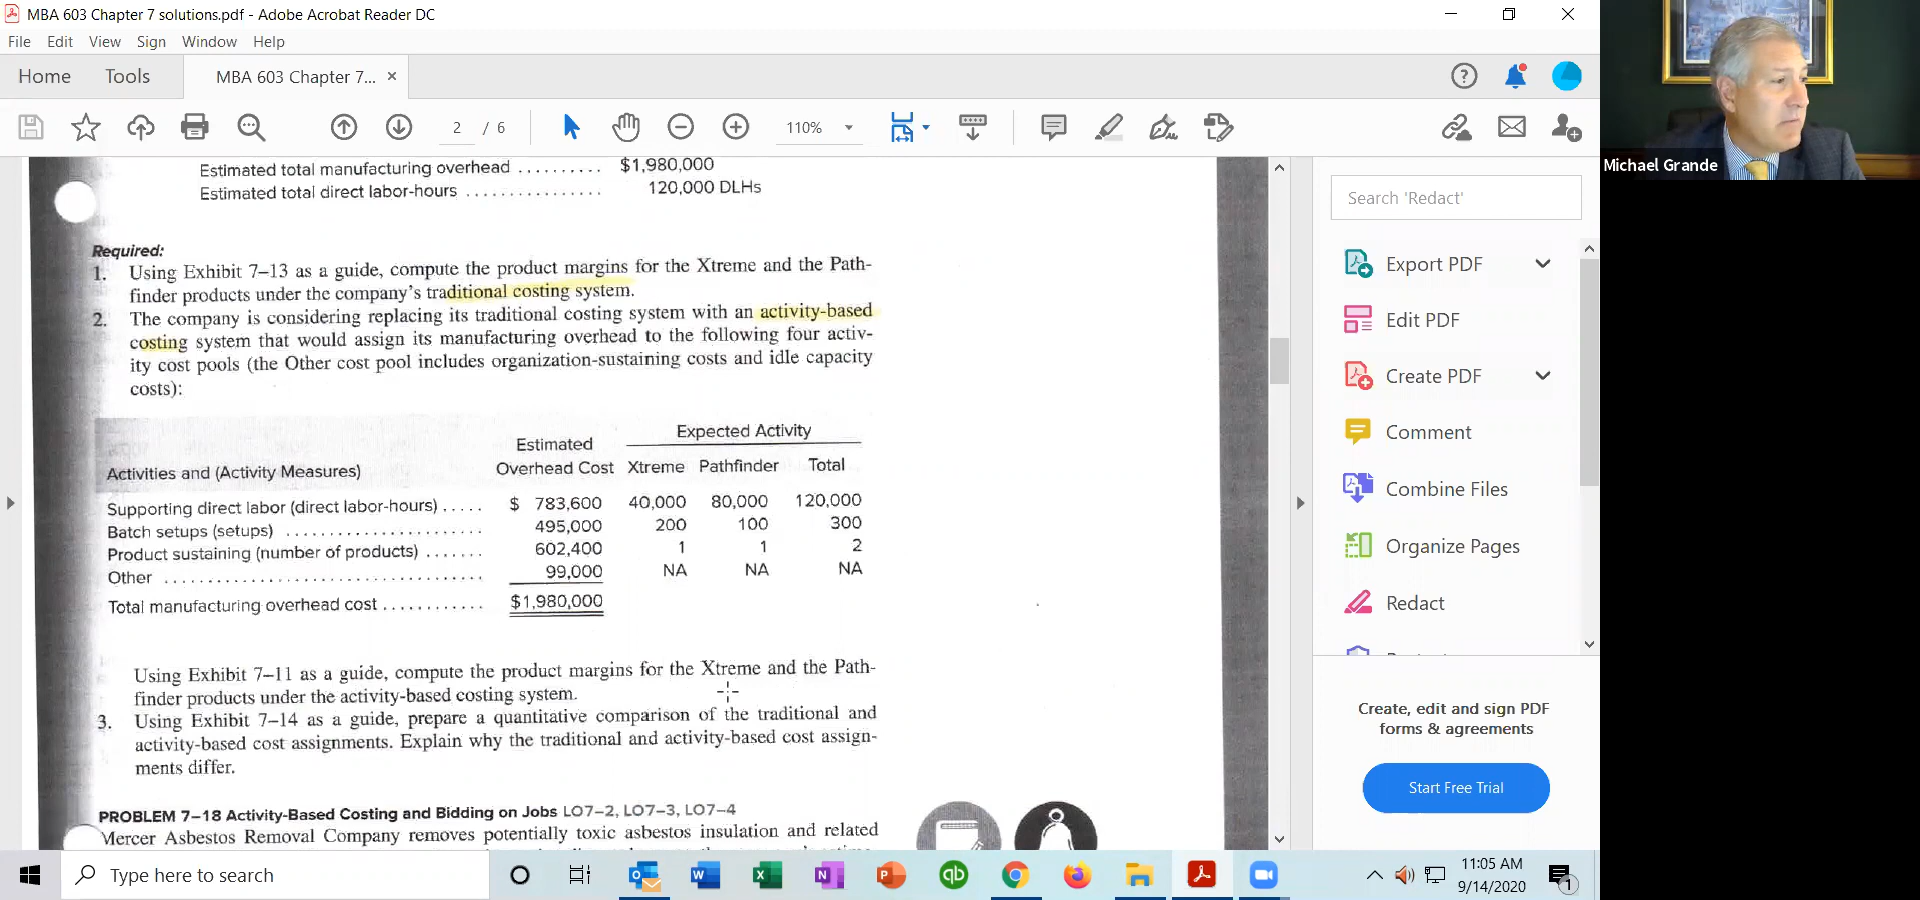 MBA 603 Chapter 7 solutions.pdf - Adobe Acrobat Reader DC
File Edit View Sign Window Help
Home Tools MBA 603 Chapter 7... ×
2 / 6 110%
Michael Grande
Estimated total manufacturing overhead .......... $1,980,000
Estimated total direct labor-hours ............... 120,000 DLHs
Required:
1. Using Exhibit 7–13 as a guide, compute the product margins for the Xtreme and the Path-
finder products under the company's traditional costing system.
2. The company is considering replacing its traditional costing system with an activity-based
costing system that would assign its manufacturing overhead to the following four activ-
ity cost pools (the Other cost pool includes organization-sustaining costs and idle capacity
costs):
Expected Activity
Estimated
Activities and (Activity Measures) Overhead Cost Xtreme Pathfinder Total
Supporting direct labor (direct labor-hours) ..... $ 783,600 40,000 80,000 120,000
Batch setups (setups) .................... 495,000 200 100 300
Product sustaining (number of products) ....... 602,400 1 1 2
Other .................................... 99,000 NA NA NA
Total manufacturing overhead cost ............ $1,980,000
Using Exhibit 7–11 as a guide, compute the product margins for the Xtreme and the Path-
finder products under the activity-based costing system.
3. Using Exhibit 7–14 as a guide, prepare a quantitative comparison of the traditional and
activity-based cost assignments. Explain why the traditional and activity-based cost assign-
ments differ.
PROBLEM 7–18 Activity-Based Costing and Bidding on Jobs LO7–2, LO7–3, LO7–4
Mercer Asbestos Removal Company removes potentially toxic asbestos insulation and related
Search 'Redact'
Export PDF
Edit PDF
Create PDF
Comment
Combine Files
Organize Pages
Redact
Create, edit and sign PDF
forms & agreements
Start Free Trial
Type here to search
11:05 AM
9/14/2020
1